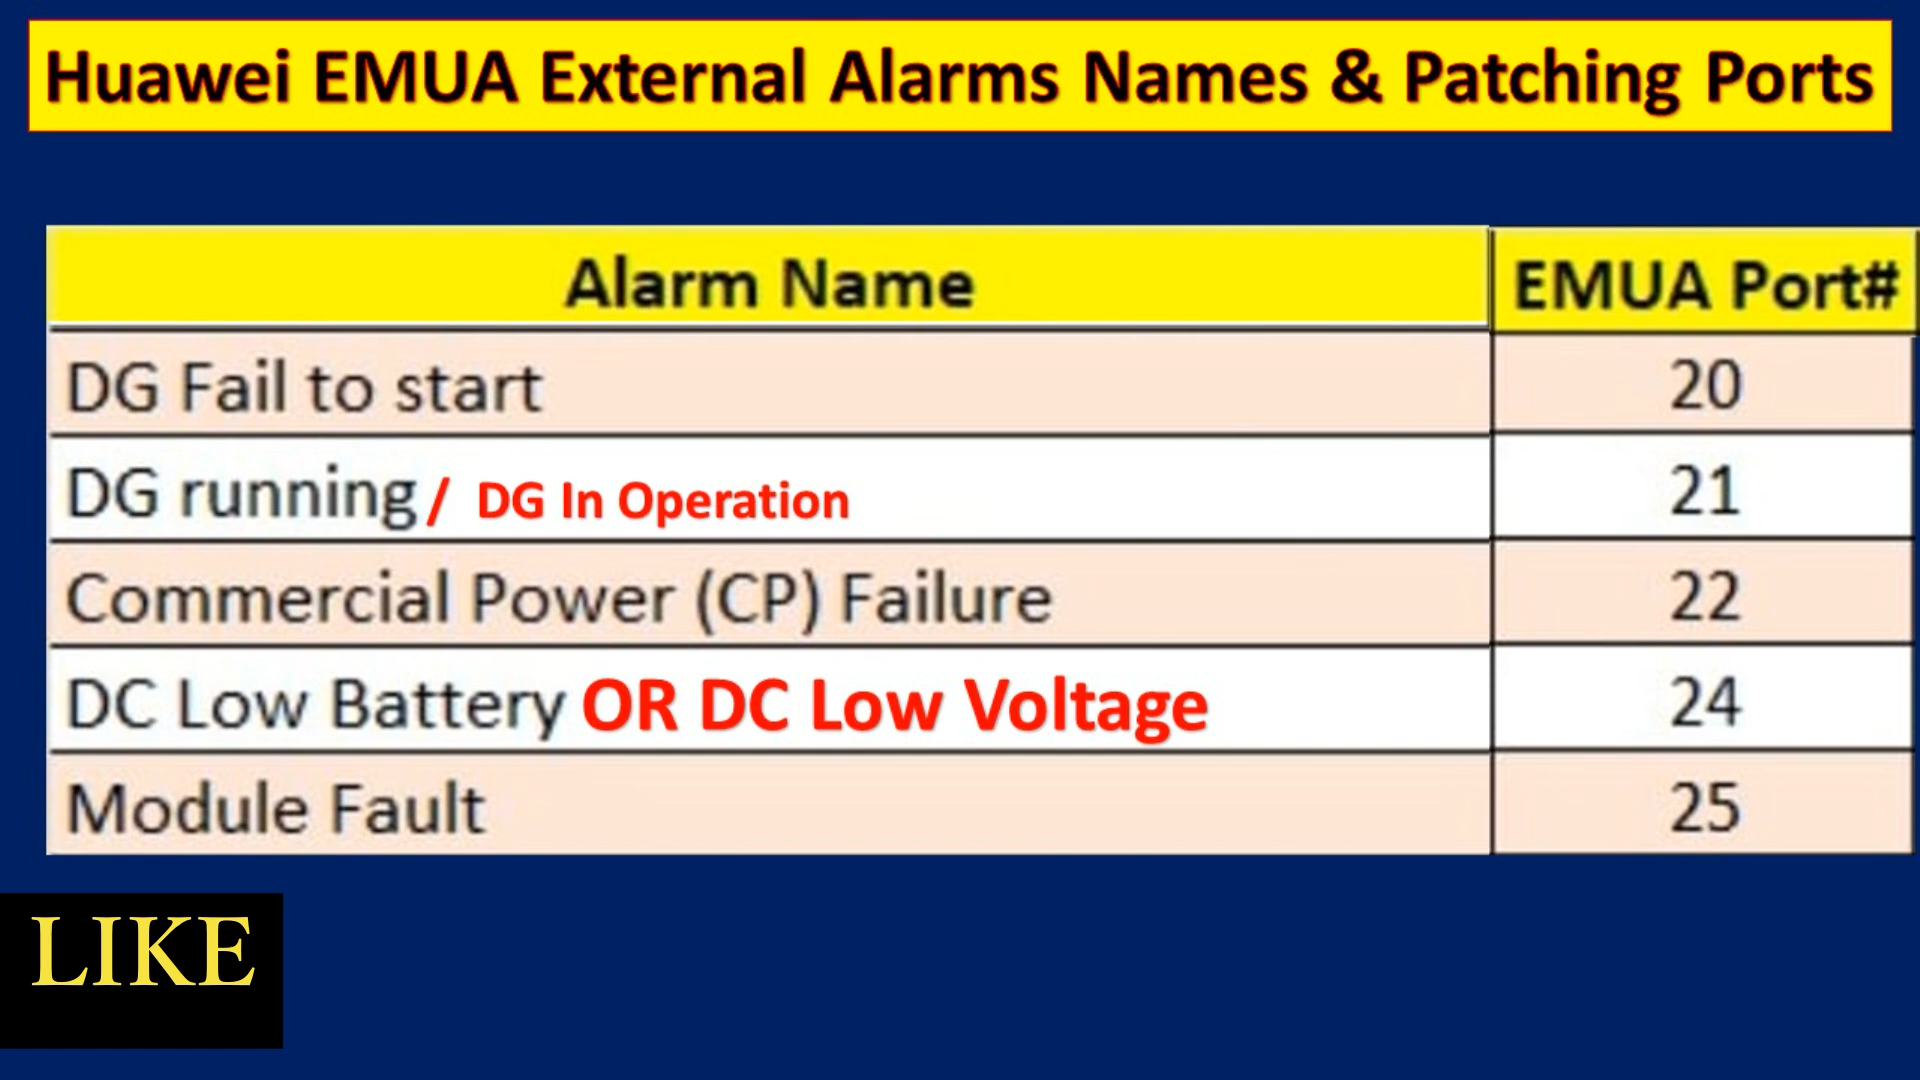 Huawei EMUA External Alarms Names & Patching Ports
Alarm Name EMUA Port#
DG Fail to start 20
DG running / DG In Operation 21
Commercial Power (CP) Failure 22
DC Low Battery OR DC Low Voltage 24
Module Fault 25
LIKE